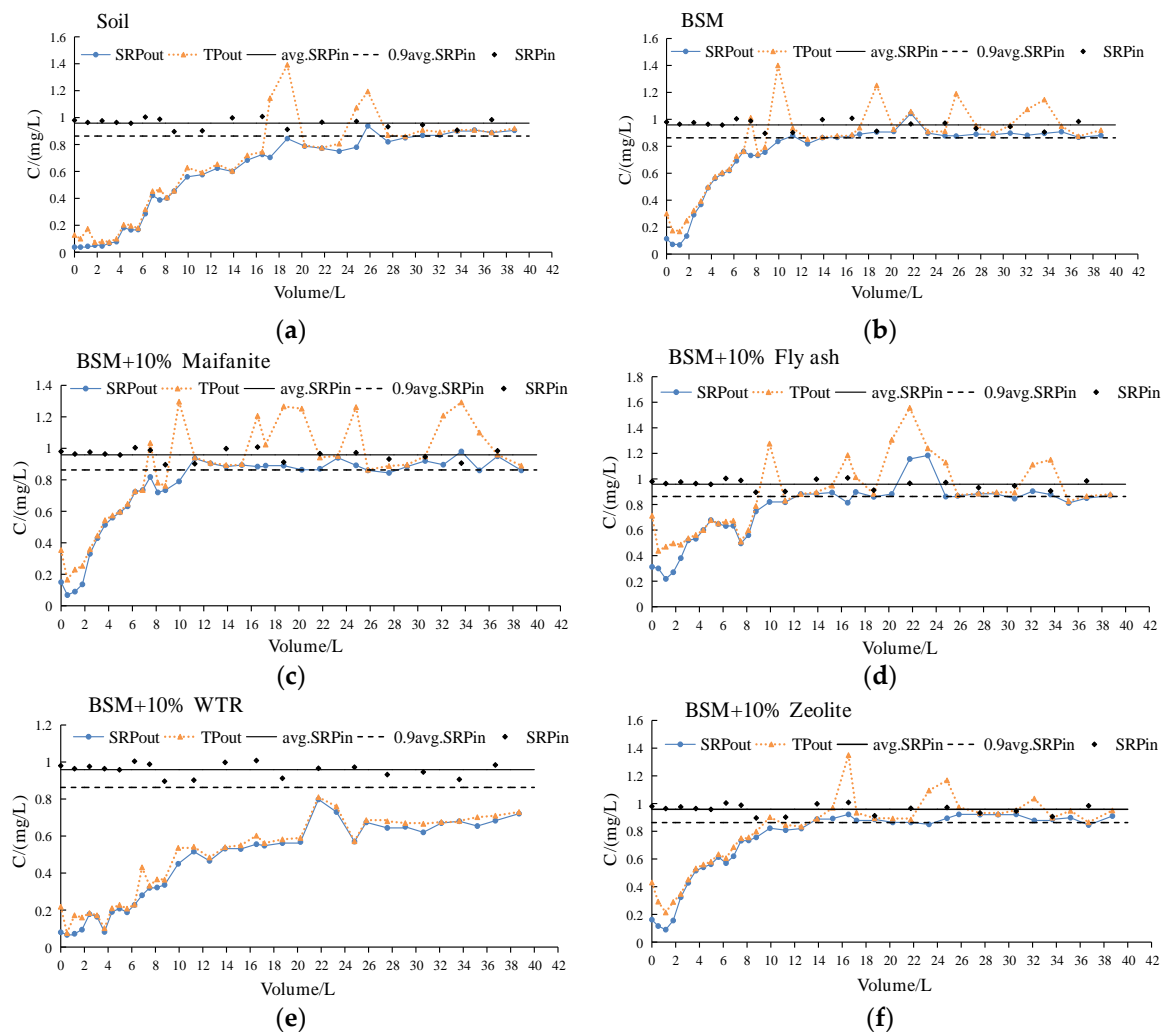 Soil
SRPout TPout avg.SRPin 0.9avg.SRPin SRPin
C/(mg/L)
1.6
1.4
1.2
1
0.8
0.6
0.4
0.2
0
0 2 4 6 8 10 12 14 16 18 20 22 24 26 28 30 32 34 36 38 40 42
Volume/L
(a)
BSM
SRPout TPout avg.SRPin 0.9avg.SRPin SRPin
C/(mg/L)
1.6
1.4
1.2
1
0.8
0.6
0.4
0.2
0
0 2 4 6 8 10 12 14 16 18 20 22 24 26 28 30 32 34 36 38 40 42
Volume/L
(b)
BSM+10% Maifanite
SRPout TPout avg.SRPin 0.9avg.SRPin SRPin
C/(mg/L)
1.4
1.2
1
0.8
0.6
0.4
0.2
0
0 2 4 6 8 10 12 14 16 18 20 22 24 26 28 30 32 34 36 38 40 42
Volume/L
(c)
BSM+10% Fly ash
SRPout TPout avg.SRPin 0.9avg.SRPin SRPin
C/(mg/L)
1.8
1.6
1.4
1.2
1
0.8
0.6
0.4
0.2
0
0 2 4 6 8 10 12 14 16 18 20 22 24 26 28 30 32 34 36 38 40 42
Volume/L
(d)
BSM+10% WTR
SRPout TPout avg.SRPin 0.9avg.SRPin SRPin
C/(mg/L)
1.2
1
0.8
0.6
0.4
0.2
0
0 2 4 6 8 10 12 14 16 18 20 22 24 26 28 30 32 34 36 38 40 42
Volume/L
(e)
BSM+10% Zeolite
SRPout TPout avg.SRPin 0.9avg.SRPin SRPin
C/(mg/L)
1.6
1.4
1.2
1
0.8
0.6
0.4
0.2
0
0 2 4 6 8 10 12 14 16 18 20 22 24 26 28 30 32 34 36 38 40 42
Volume/L
(f)